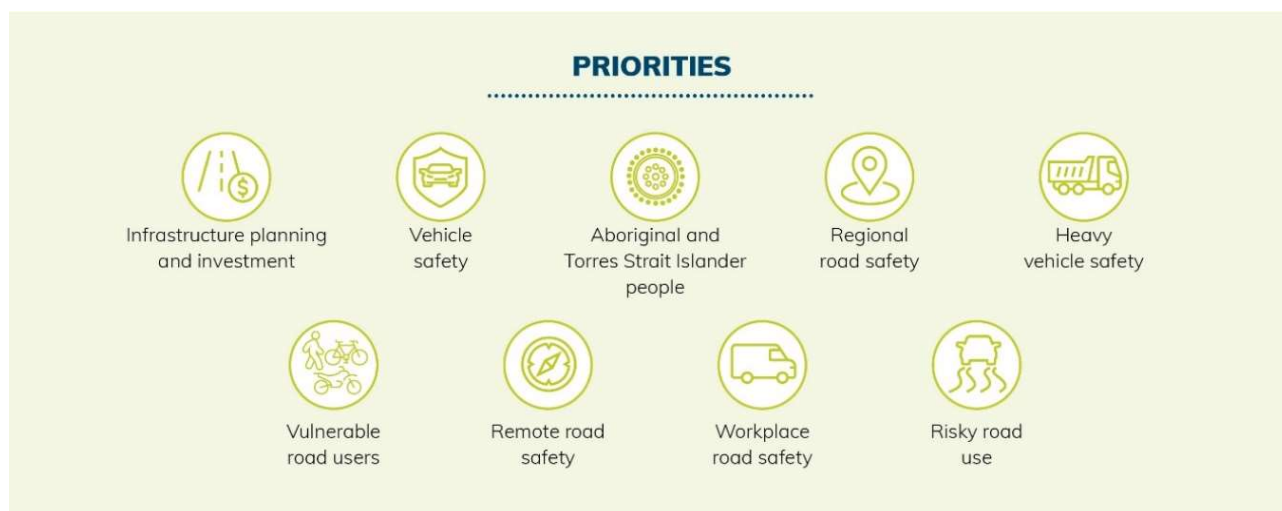 PRIORITIES
$
Infrastructure planning
and investment
Vehicle
safety
Aboriginal and
Torres Strait Islander
people
Regional
road safety
Heavy
vehicle safety
Vulnerable
road users
Remote road
safety
Workplace
road safety
Risky road
use